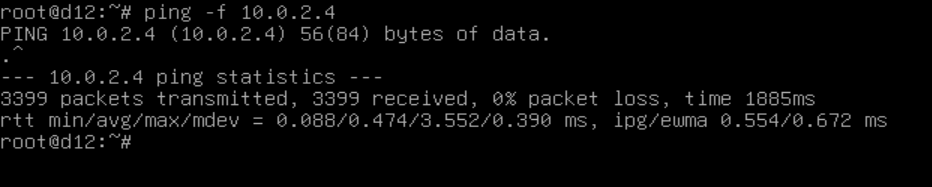 root@d12:~# ping -f 10.0.2.4
PING 10.0.2.4 (10.0.2.4) 56(84) bytes of data.
.^
--- 10.0.2.4 ping statistics ---
3399 packets transmitted, 3399 received, 0% packet loss, time 1885ms
rtt min/avg/max/mdev = 0.088/0.474/3.552/0.390 ms, ipg/ewma 0.554/0.672 ms
root@d12:~#